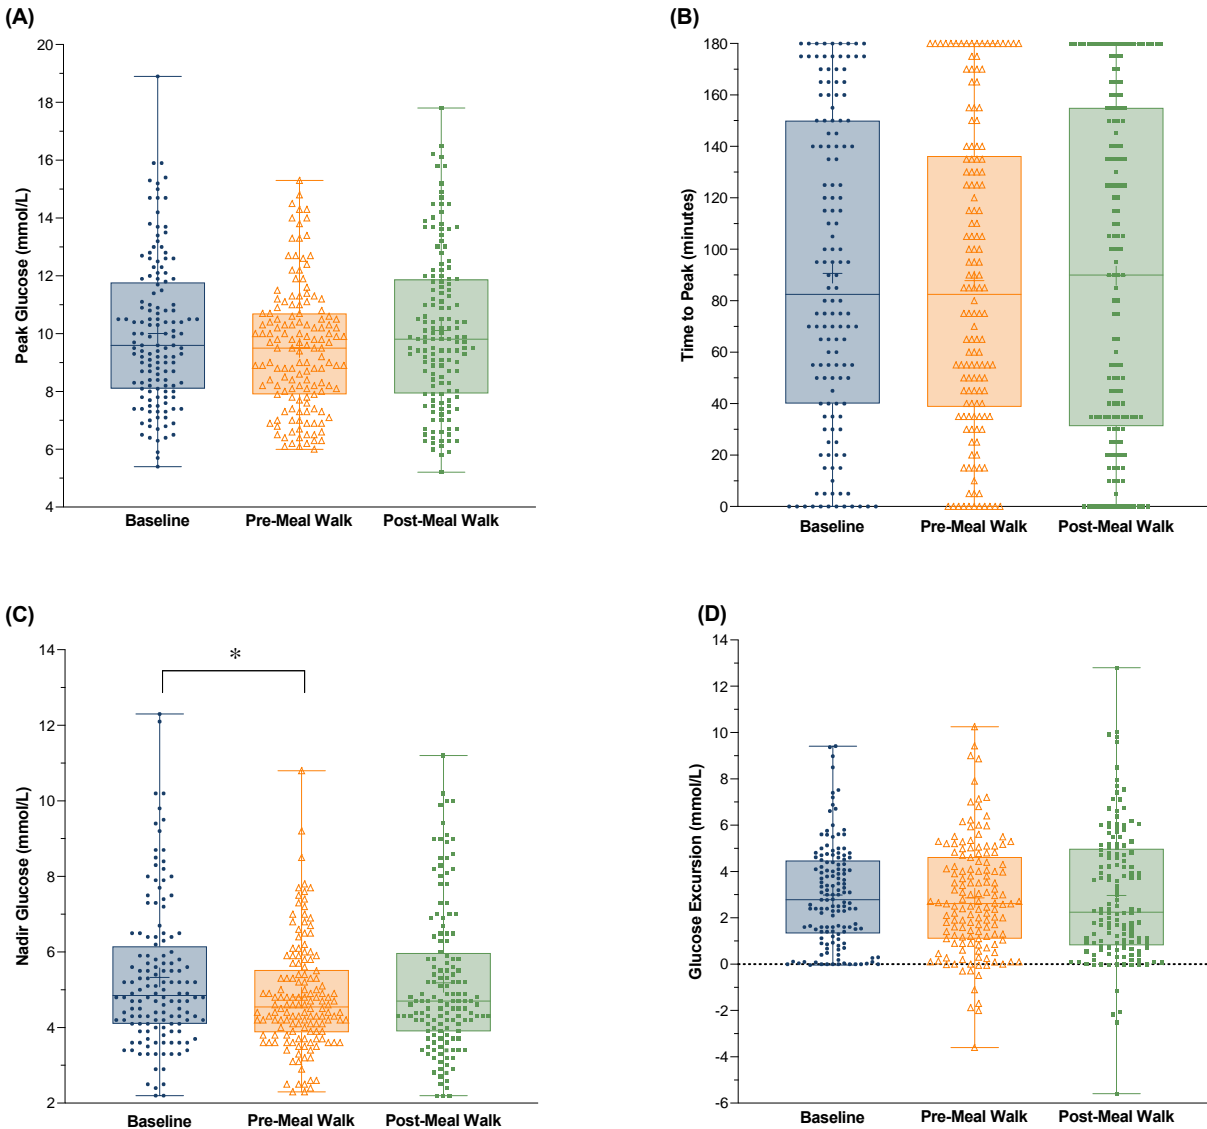 (A)
Peak Glucose (mmol/L)
20
18
16
14
12
10
8
6
4
Baseline
Pre-Meal Walk
Post-Meal Walk
(B)
Time to Peak (minutes)
180
160
140
120
100
80
60
40
20
0
Baseline
Pre-Meal Walk
Post-Meal Walk
(C)
Nadir Glucose (mmol/L)
14
12
10
8
6
4
2
*
Baseline
Pre-Meal Walk
Post-Meal Walk
(D)
Glucose Excursion (mmol/L)
14
12
10
8
6
4
2
0
-2
-4
-6
Baseline
Pre-Meal Walk
Post-Meal Walk